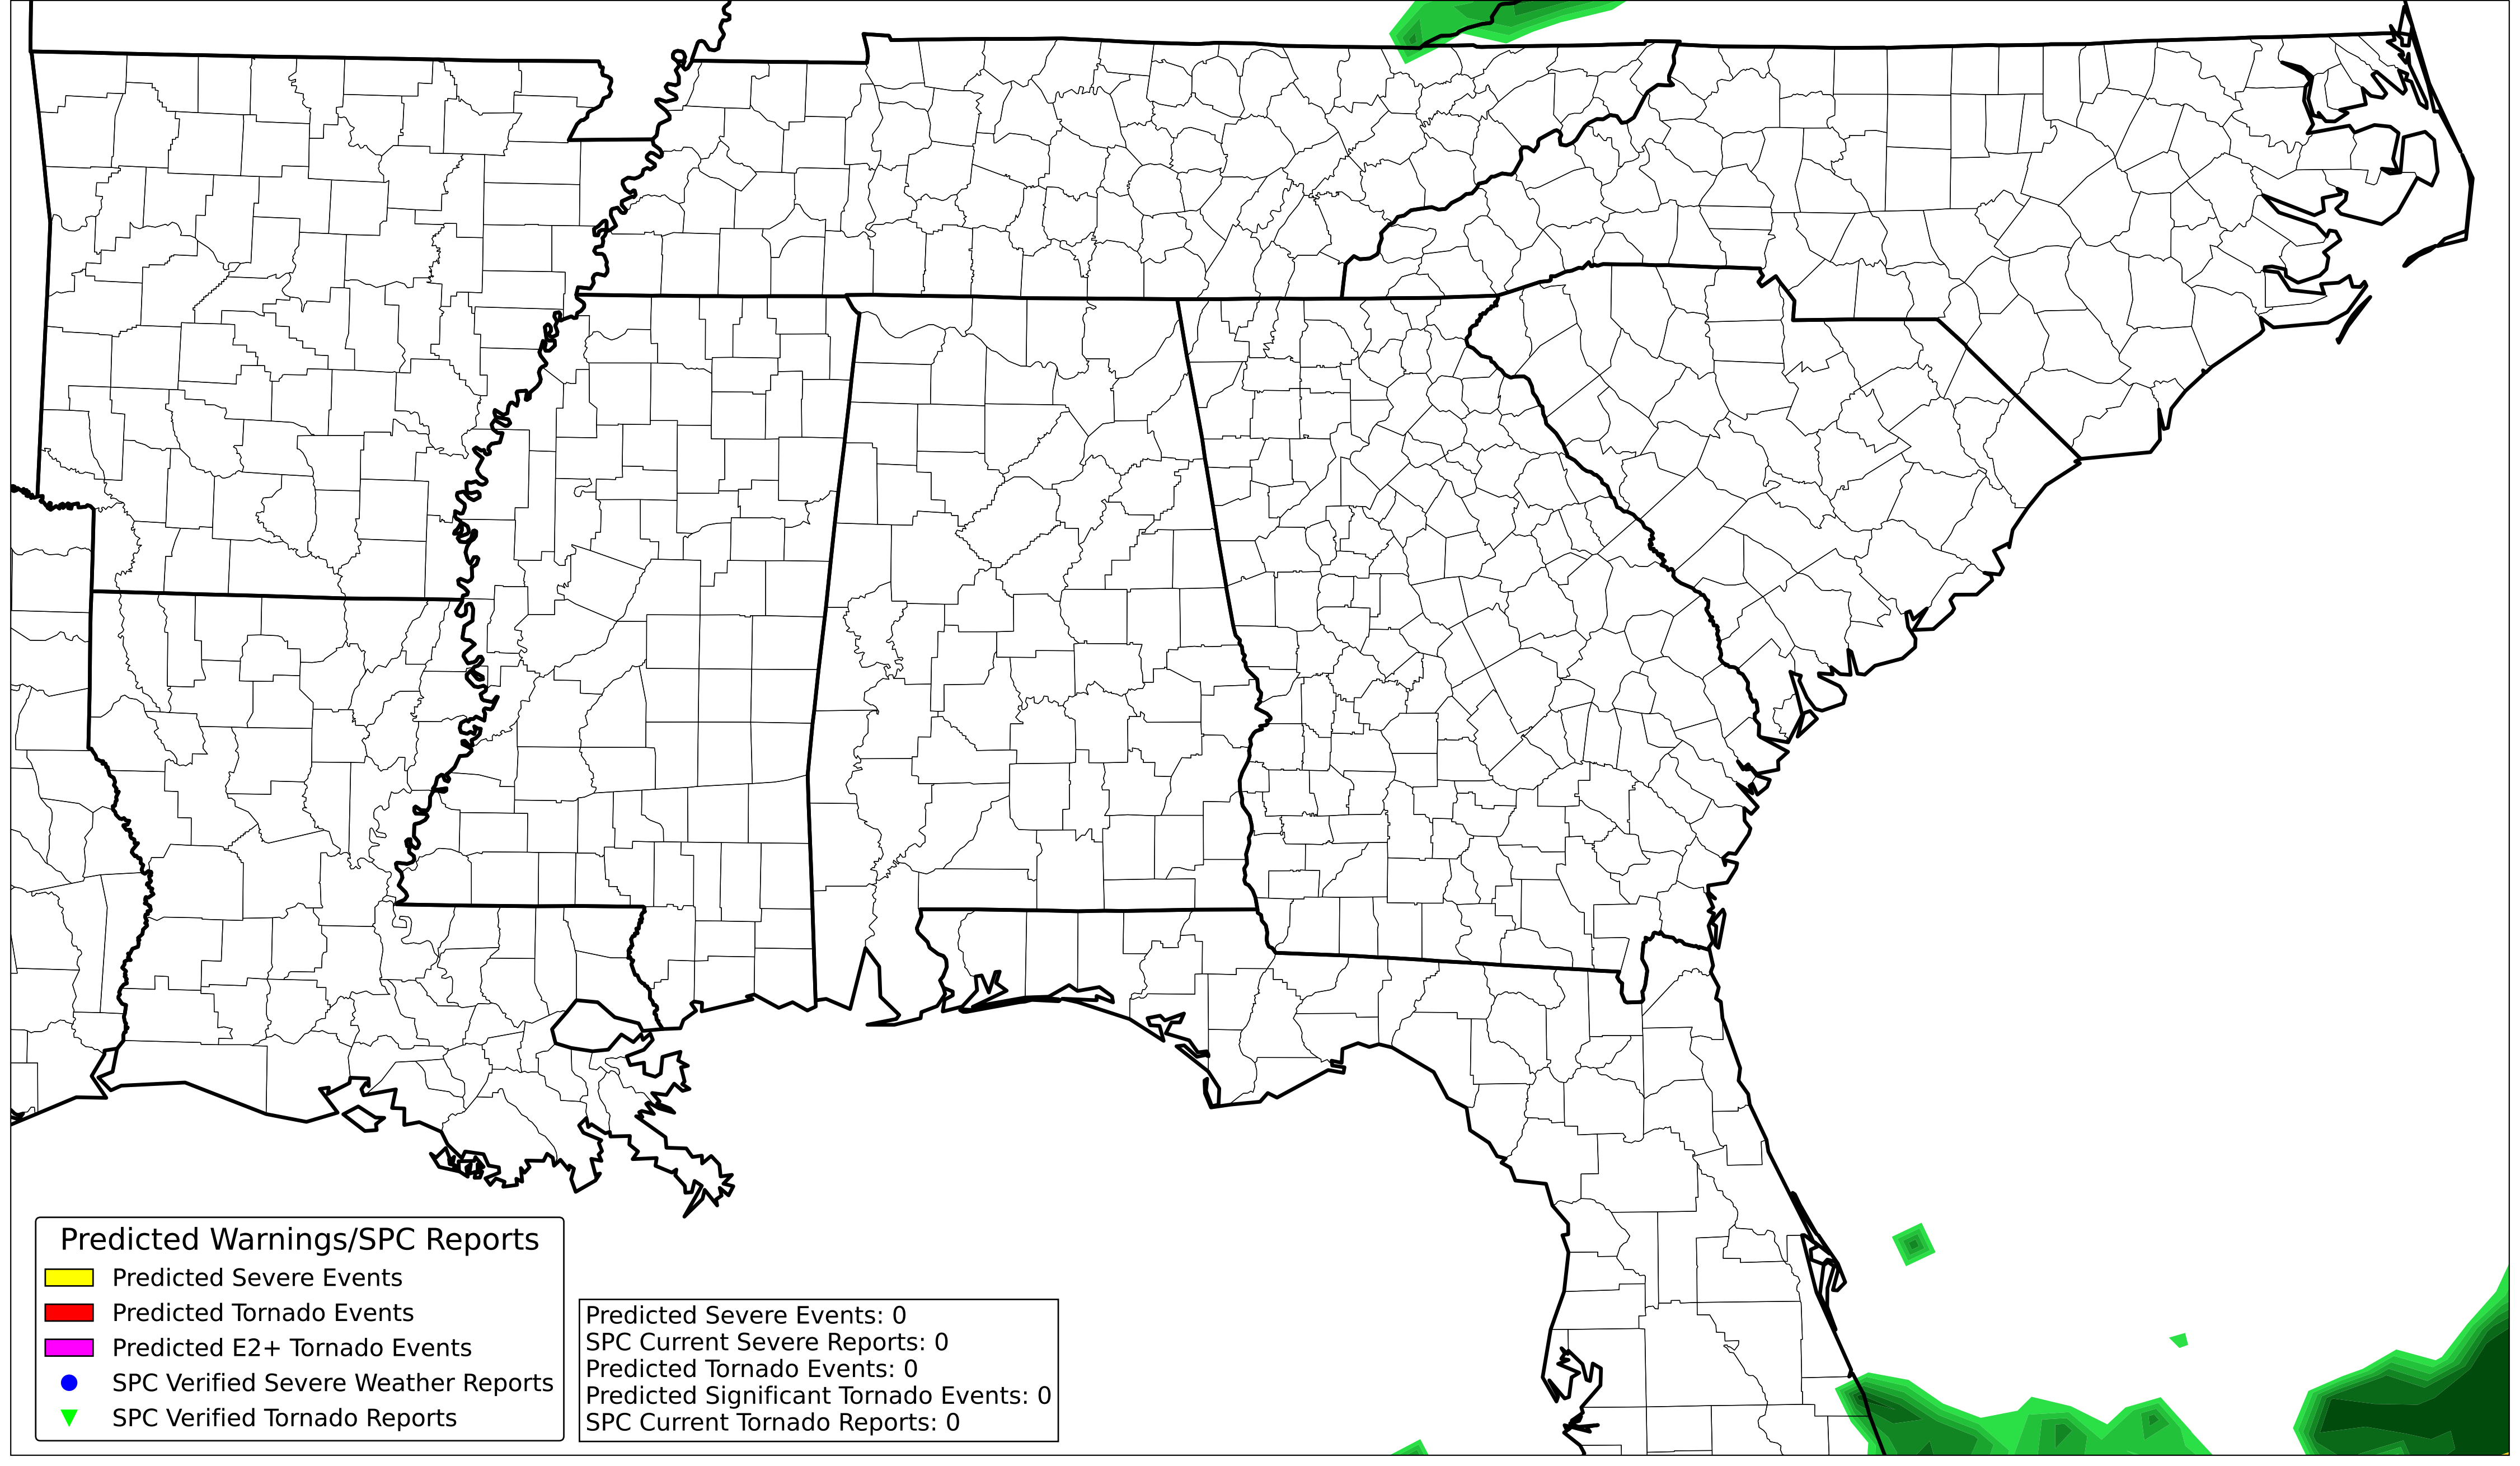 Predicted Warnings/SPC Reports
Predicted Severe Events
Predicted Tornado Events
Predicted E2+ Tornado Events
SPC Verified Severe Weather Reports
SPC Verified Tornado Reports
Predicted Severe Events: 0
SPC Current Severe Reports: 0
Predicted Tornado Events: 0
Predicted Significant Tornado Events: 0
SPC Current Tornado Reports: 0